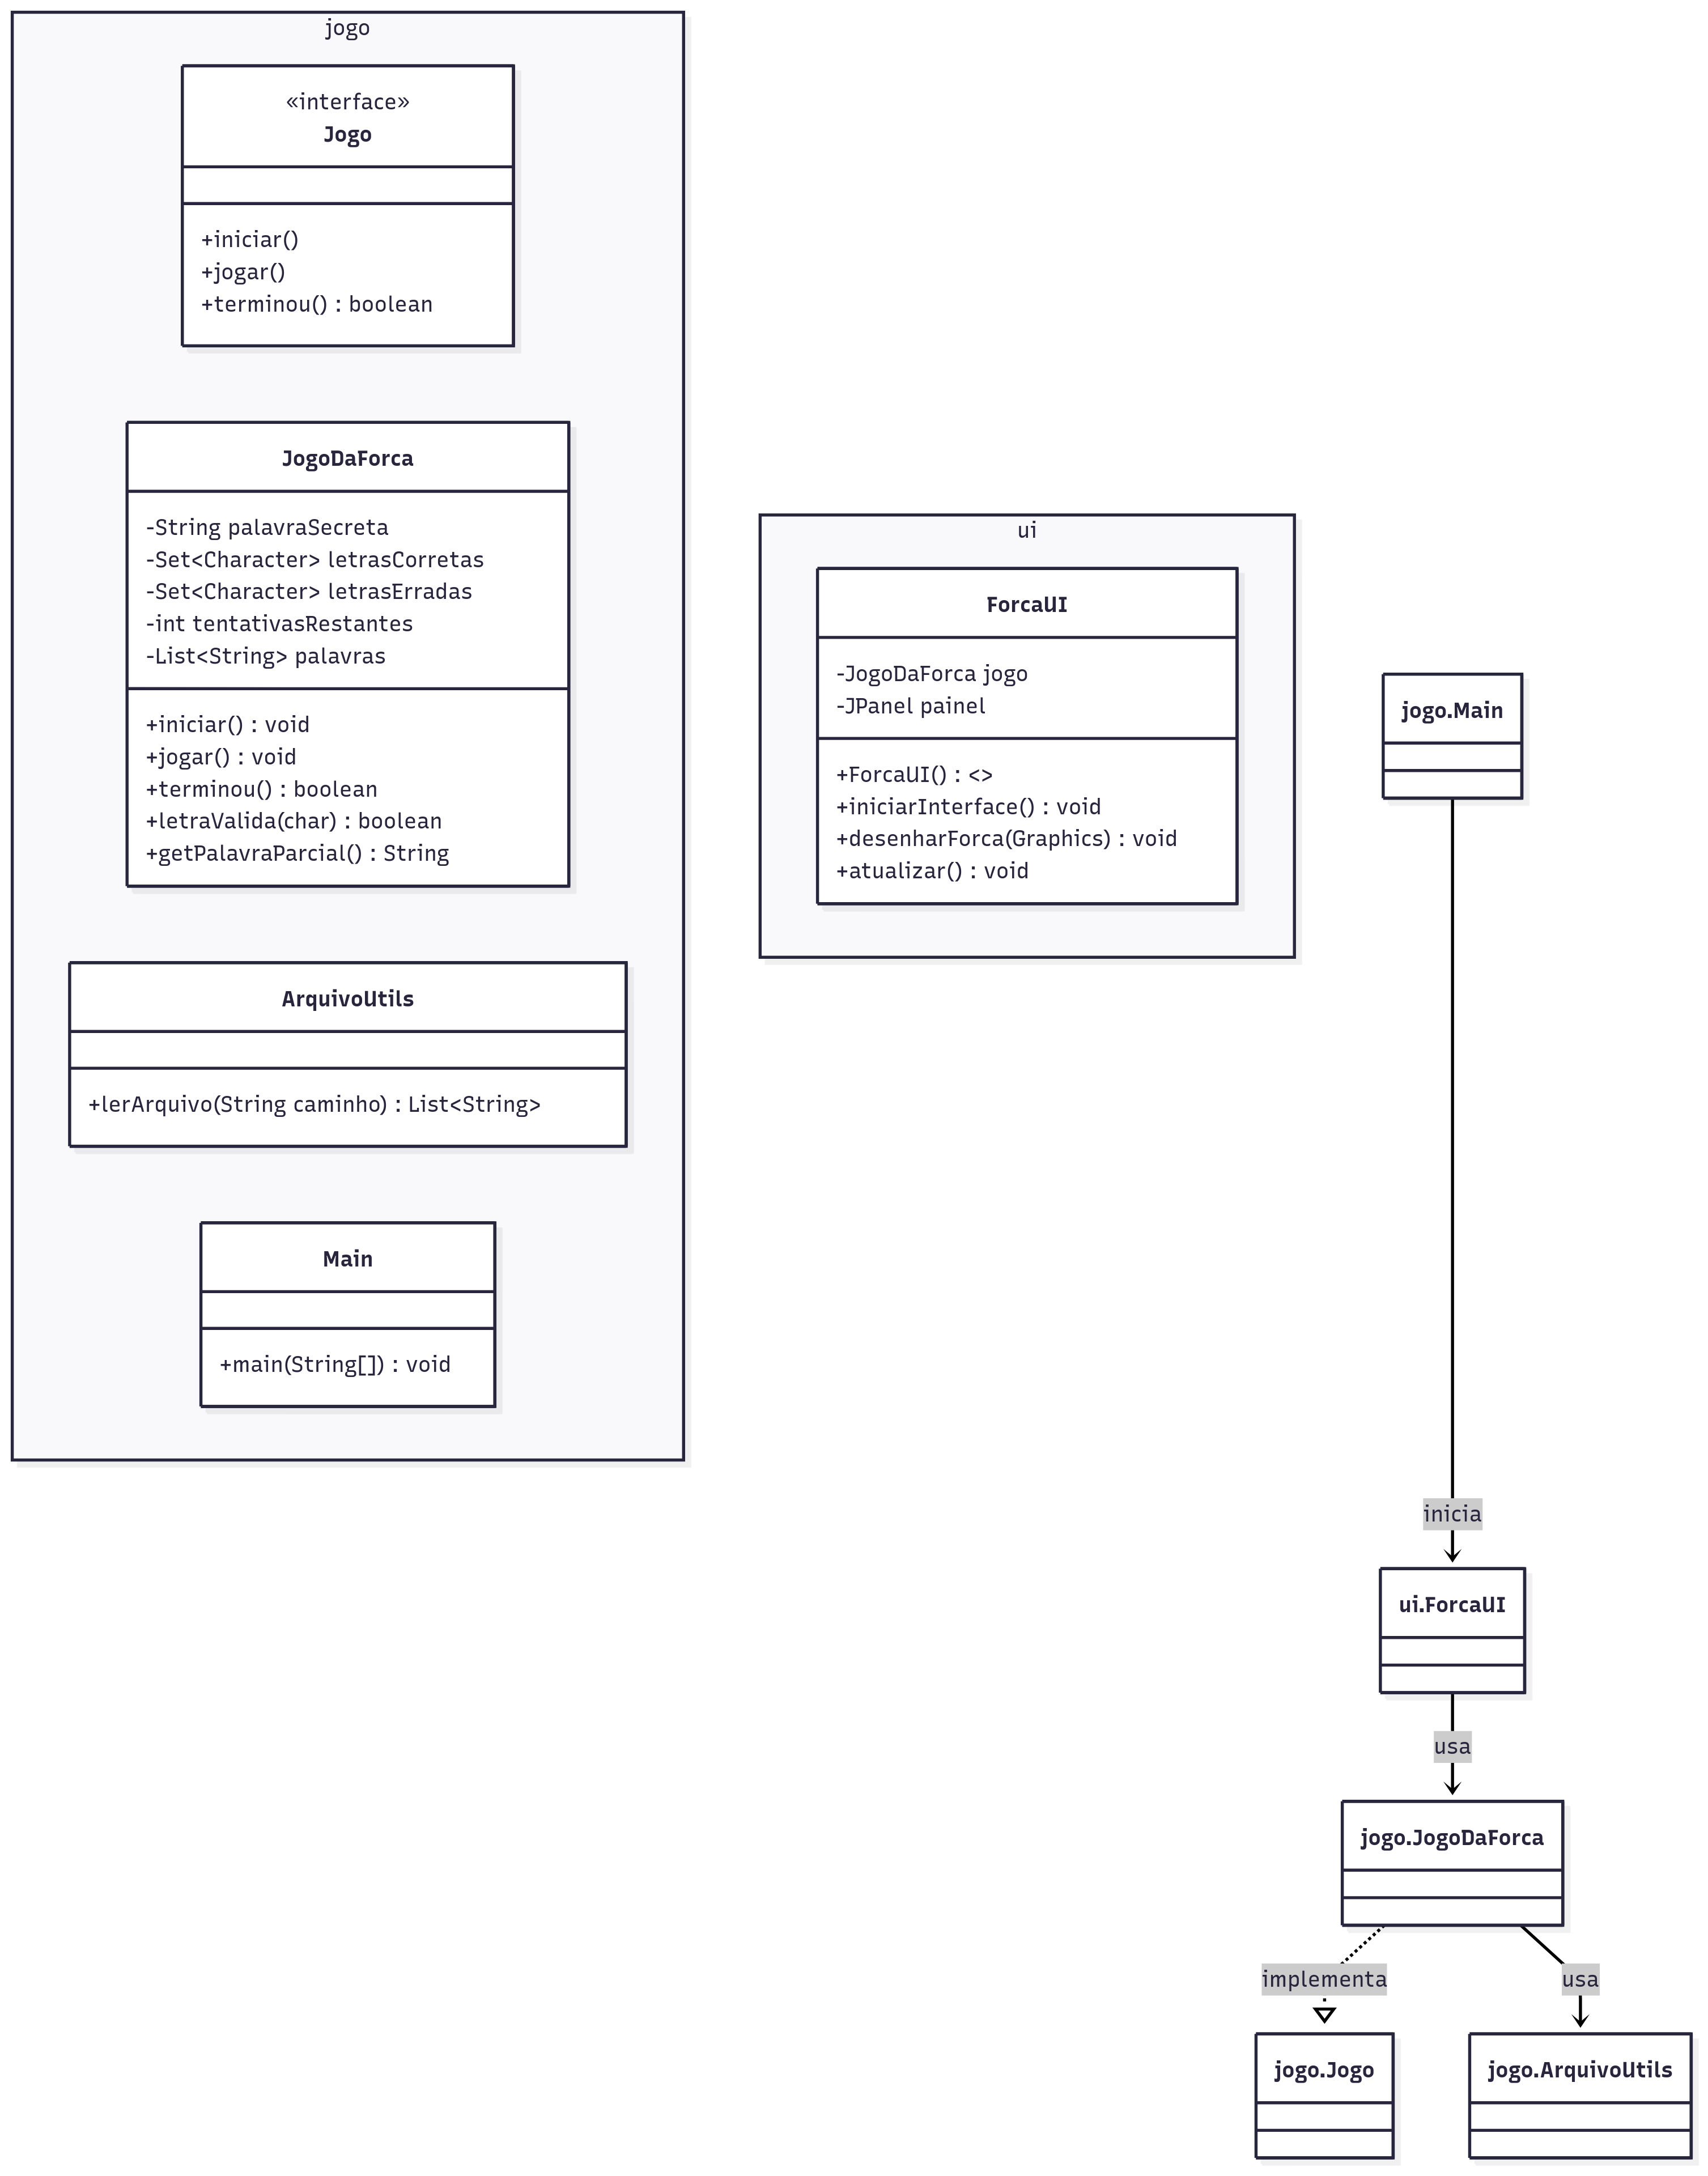 jogo
«interface»
Jogo
+iniciar()
+jogar()
+terminou() : boolean
JogoDaForca
-String palavraSecreta
-Set<Character> letrasCorretas
-Set<Character> letrasErradas
-int tentativasRestantes
-List<String> palavras
+iniciar() : void
+jogar() : void
+terminou() : boolean
+letraValida(char) : boolean
+getPalavraParcial() : String
ArquivoUtils
+lerArquivo(String caminho) : List<String>
Main
+main(String[]) : void
ui
ForcaUI
-JogoDaForca jogo
-JPanel painel
+ForcaUI() : <>
+iniciarInterface() : void
+desenharForca(Graphics) : void
+atualizar() : void
jogo.Main
inicia
ui.ForcaUI
usa
jogo.JogoDaForca
implementa
usa
jogo.Jogo
jogo.ArquivoUtils